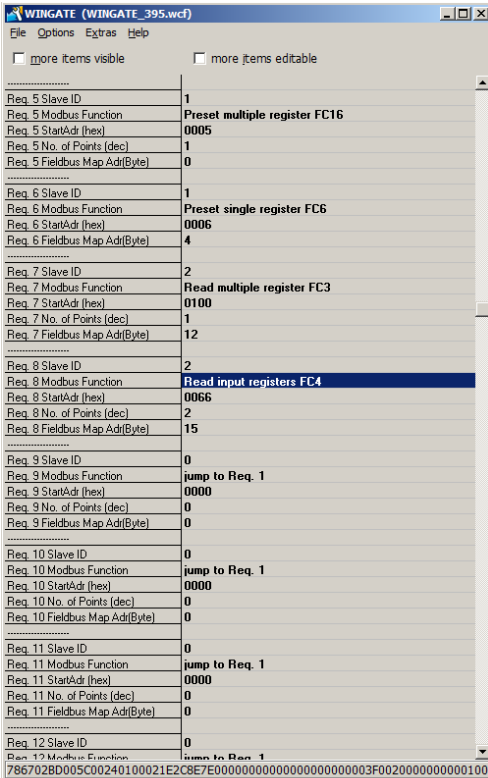 WINGATE (WINGATE_395.wcf)
File Options Extras Help
more items visible more items editable
--------------------
Req. 5 Slave ID 1
Req. 5 Modbus Function Preset multiple register FC16
Req. 5 StartAdr (hex) 0005
Req. 5 No. of Points (dec) 1
Req. 5 Fieldbus Map Adr(Byte) 0
--------------------
Req. 6 Slave ID 1
Req. 6 Modbus Function Preset single register FC6
Req. 6 StartAdr (hex) 0006
Req. 6 Fieldbus Map Adr(Byte) 4
--------------------
Req. 7 Slave ID 2
Req. 7 Modbus Function Read multiple register FC3
Req. 7 StartAdr (hex) 0100
Req. 7 No. of Points (dec) 1
Req. 7 Fieldbus Map Adr(Byte) 12
--------------------
Req. 8 Slave ID 2
Req. 8 Modbus Function Read input registers FC4
Req. 8 StartAdr (hex) 0066
Req. 8 No. of Points (dec) 2
Req. 8 Fieldbus Map Adr(Byte) 15
--------------------
Req. 9 Slave ID 0
Req. 9 Modbus Function jump to Req. 1
Req. 9 StartAdr (hex) 0000
Req. 9 No. of Points (dec) 0
Req. 9 Fieldbus Map Adr(Byte) 0
--------------------
Req. 10 Slave ID 0
Req. 10 Modbus Function jump to Req. 1
Req. 10 StartAdr (hex) 0000
Req. 10 No. of Points (dec) 0
Req. 10 Fieldbus Map Adr(Byte) 0
--------------------
Req. 11 Slave ID 0
Req. 11 Modbus Function jump to Req. 1
Req. 11 StartAdr (hex) 0000
Req. 11 No. of Points (dec) 0
Req. 11 Fieldbus Map Adr(Byte) 0
--------------------
Req. 12 Slave ID 0
Req. 12 Modbus Function jump to Req. 1